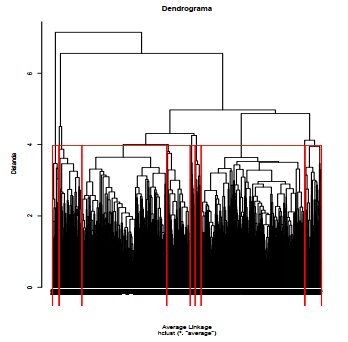 Dendrograma
Distancia
6
4
2
0
Average Linkage
hclust (*, "average")